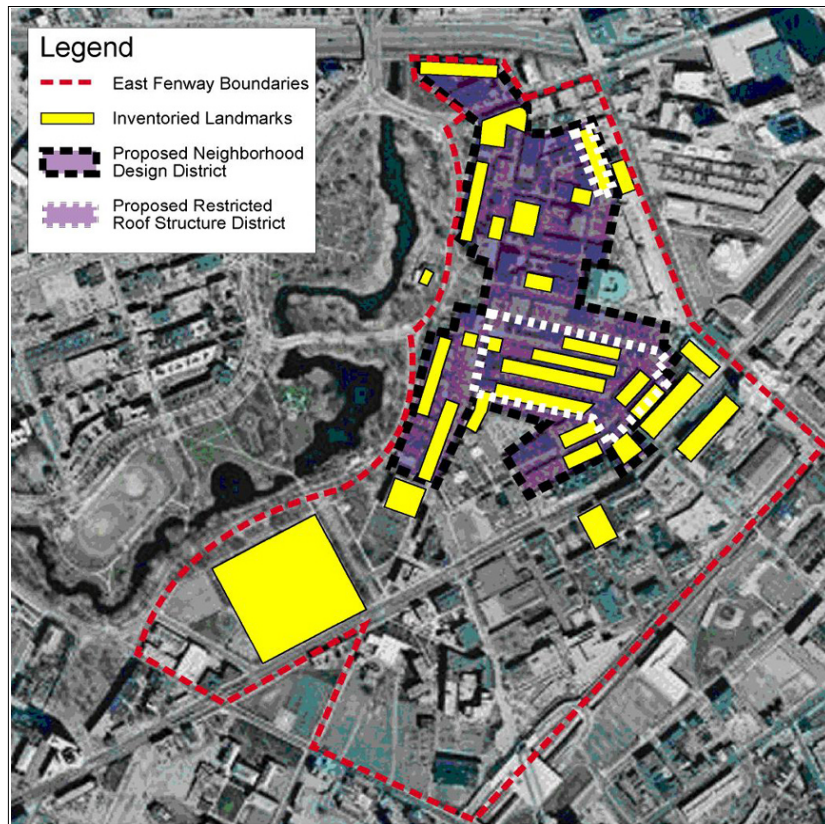 Legend
East Fenway Boundaries
Inventoried Landmarks
Proposed Neighborhood
Design District
Proposed Restricted
Roof Structure District